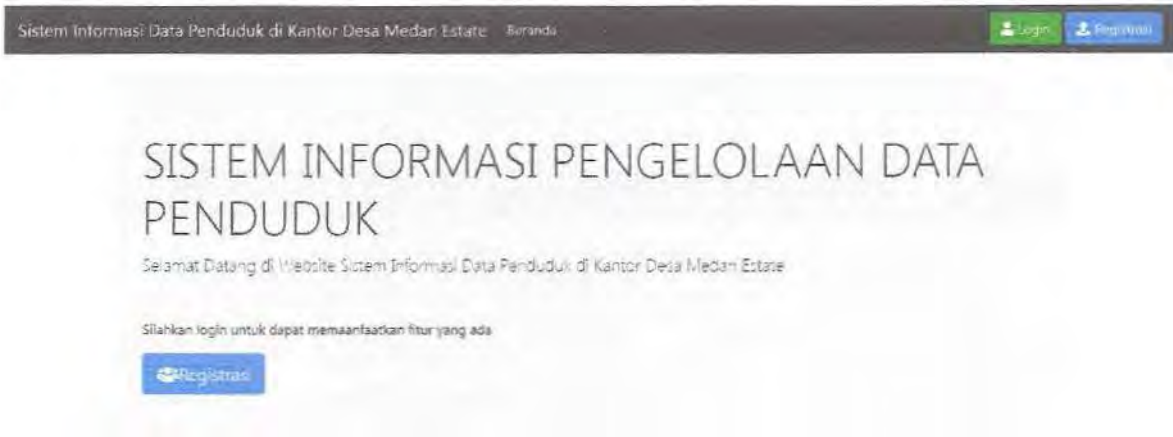 Sistem Informasi Data Penduduk di Kantor Desa Medan Estate Beranda Login Registrasi
SISTEM INFORMASI PENGELOLAAN DATA
PENDUDUK
Selamat Datang di Website Sistem Informasi Data Penduduk di Kantor Desa Medan Estate
Silahkan login untuk dapat memaanfaatkan fitur yang ada
Registrasi